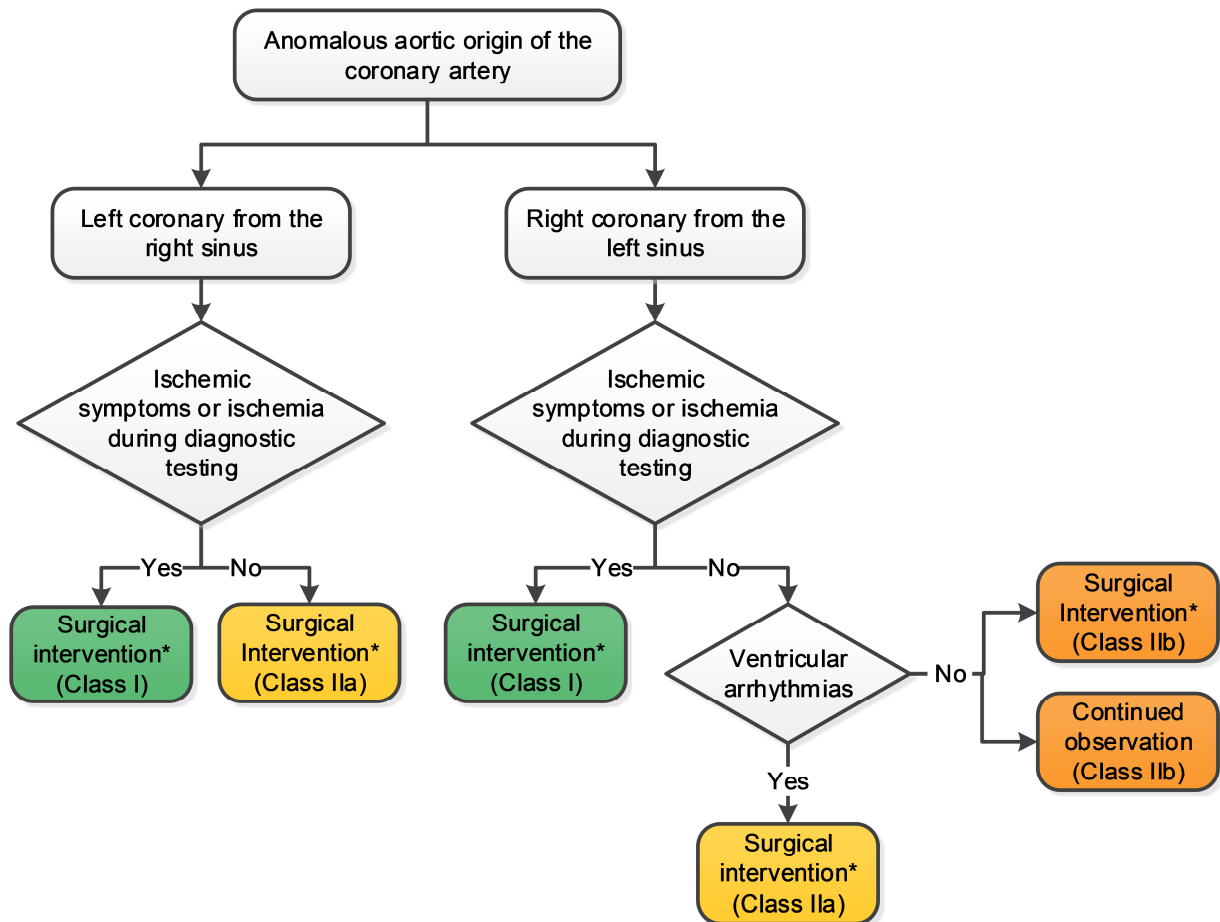 Anomalous aortic origin of the
coronary artery
Left coronary from the
right sinus
Right coronary from the
left sinus
Ischemic
symptoms or ischemia
during diagnostic
testing
Ischemic
symptoms or ischemia
during diagnostic
testing
Yes
No
Yes
No
Surgical
intervention*
(Class I)
Surgical
Intervention*
(Class IIa)
Surgical
intervention*
(Class I)
Ventricular
arrhythmias
No
Surgical
Intervention*
(Class IIb)
Continued
observation
(Class IIb)
Yes
Surgical
intervention*
(Class IIa)